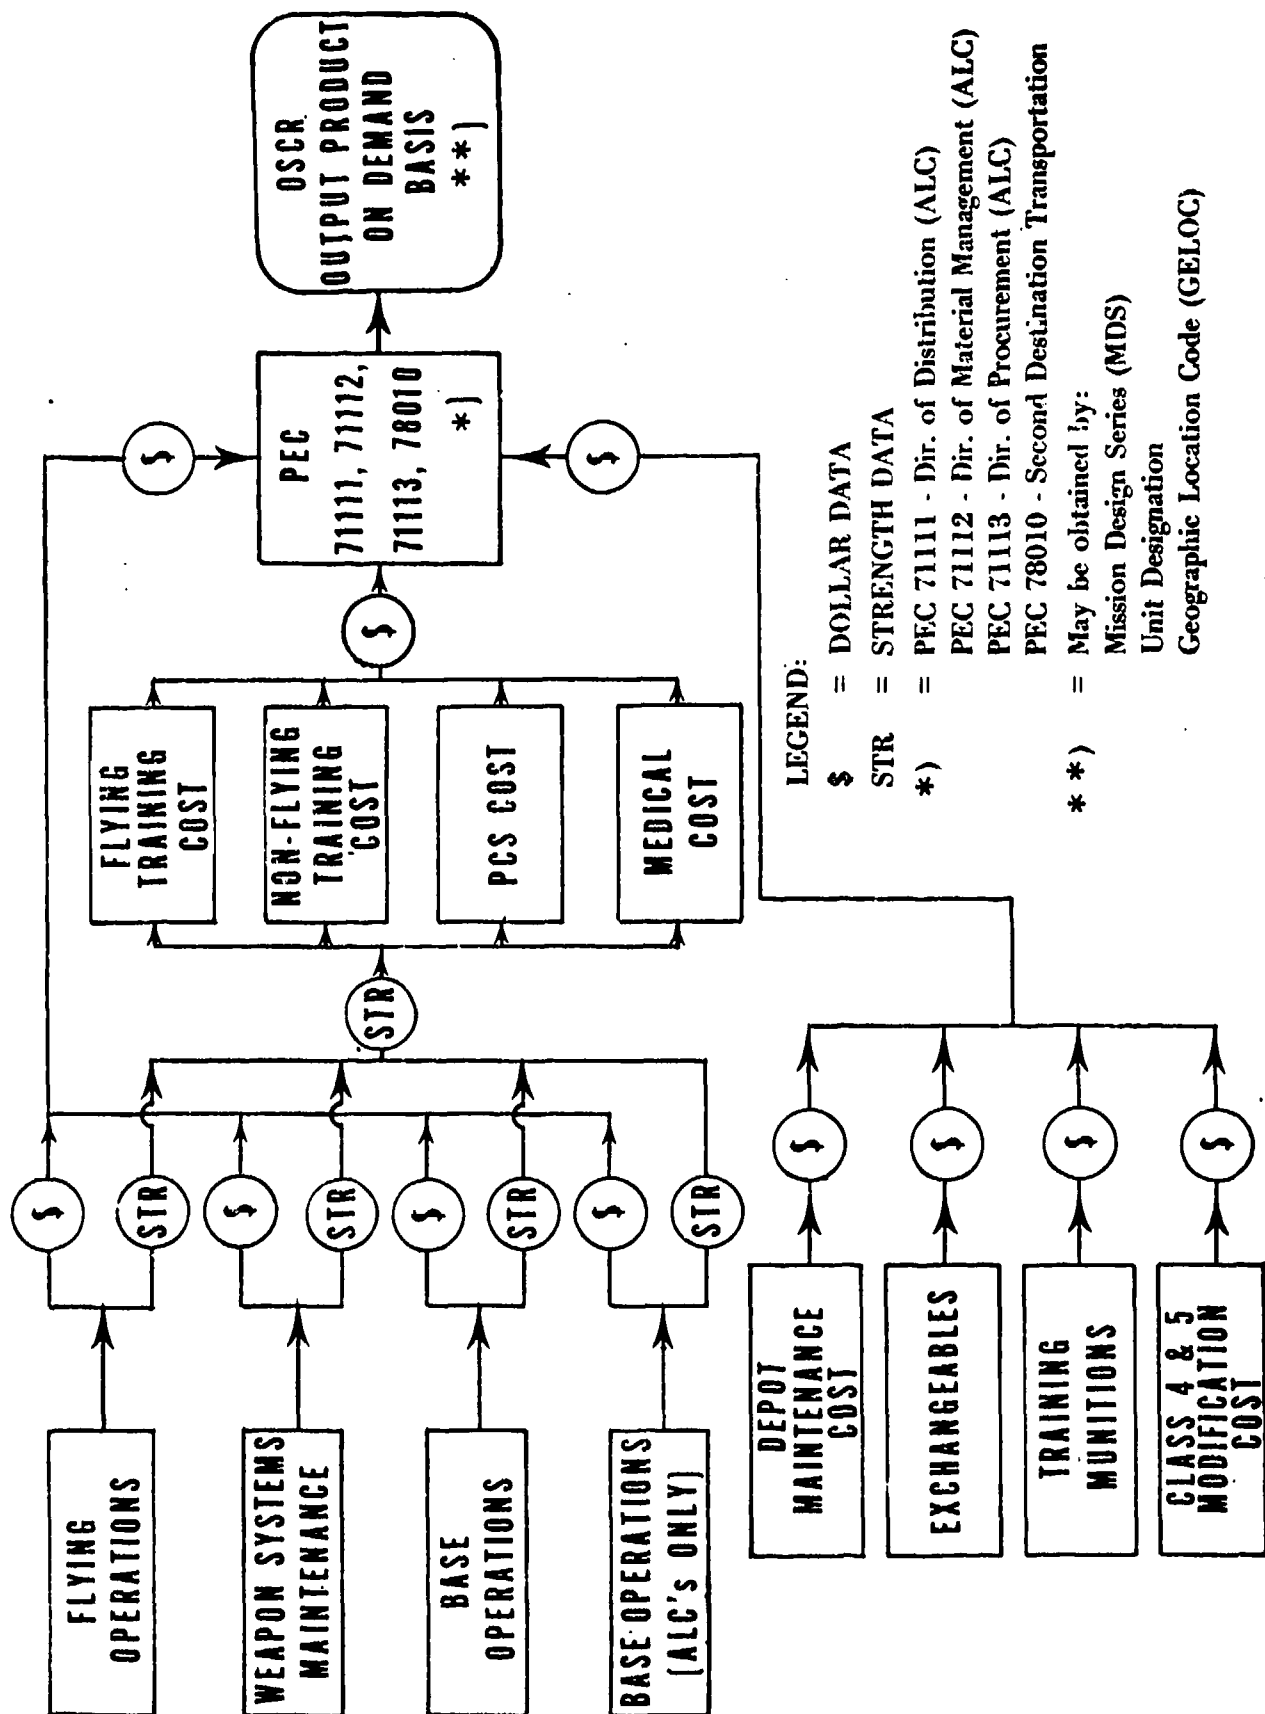 FLYING
OPERATIONS
WEAPON SYSTEMS
MAINTENANCE
BASE
OPERATIONS
BASE OPERATIONS
(ALC's ONLY)
$
STR
$
STR
$
STR
$
STR
STR
FLYING
TRAINING
COST
NON-FLYING
TRAINING
COST
PCS COST
MEDICAL
COST
$
$
$
PEC
71111, 71112,
71113, 78010
*)
OSCR
OUTPUT PRODUCT
ON DEMAND
BASIS
**)
DEPOT
MAINTENANCE
COST
EXCHANGEABLES
TRAINING
MUNITIONS
CLASS 4 & 5
MODIFICATION
COST
$
$
$
$
LEGEND:
$ = DOLLAR DATA
STR = STRENGTH DATA
*) = PEC 71111 - Dir. of Distribution (ALC)
PEC 71112 - Dir. of Material Management (ALC)
PEC 71113 - Dir. of Procurement (ALC)
PEC 78010 - Second Destination Transportation
**) = May be obtained by:
Mission Design Series (MDS)
Unit Designation
Geographic Location Code (GELOC)